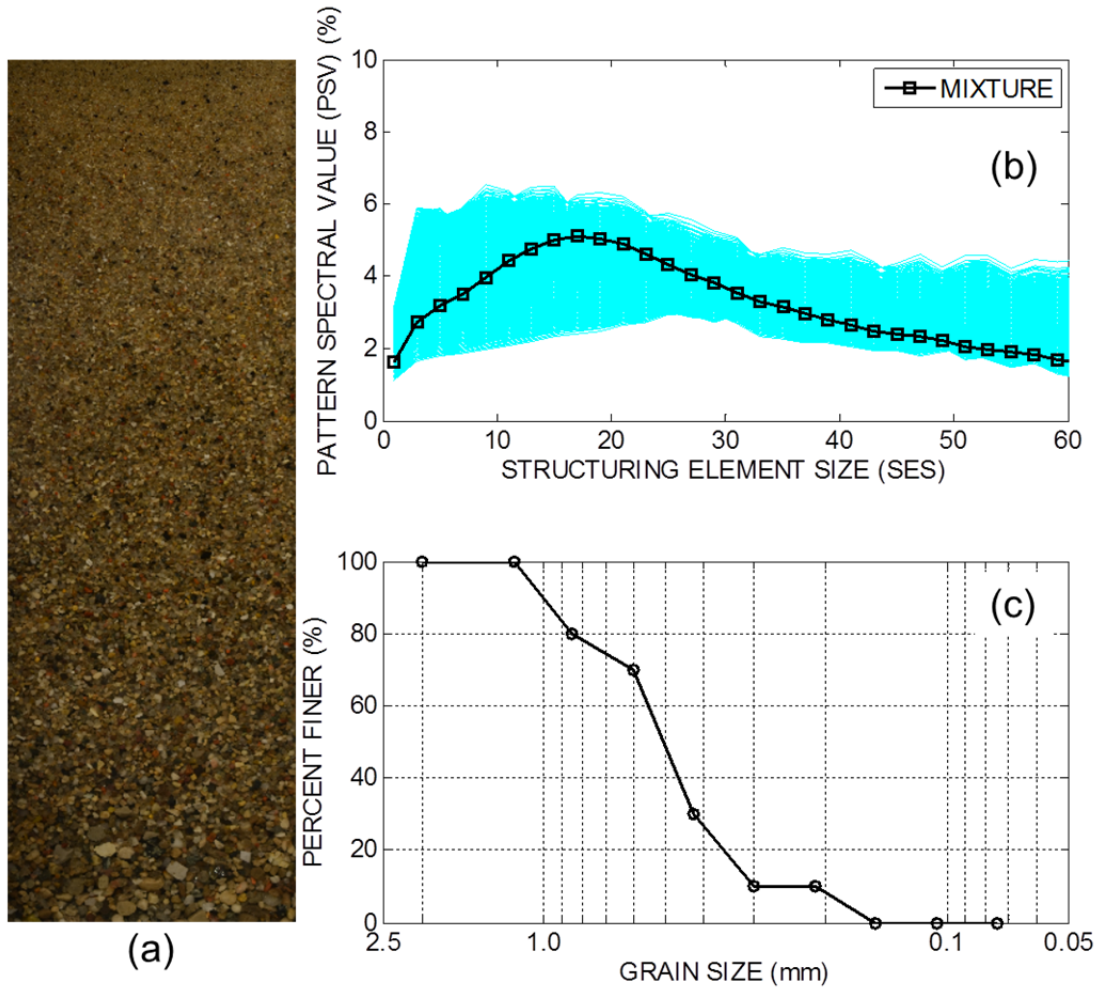 PATTERN SPECTRAL VALUE (PSV) (%)
10
8
6
4
2
0
MIXTURE
(b)
0 10 20 30 40 50 60
STRUCTURING ELEMENT SIZE (SES)
PERCENT FINER (%)
100
80
60
40
20
0
(c)
2.5 1.0 0.1 0.05
GRAIN SIZE (mm)
(a)